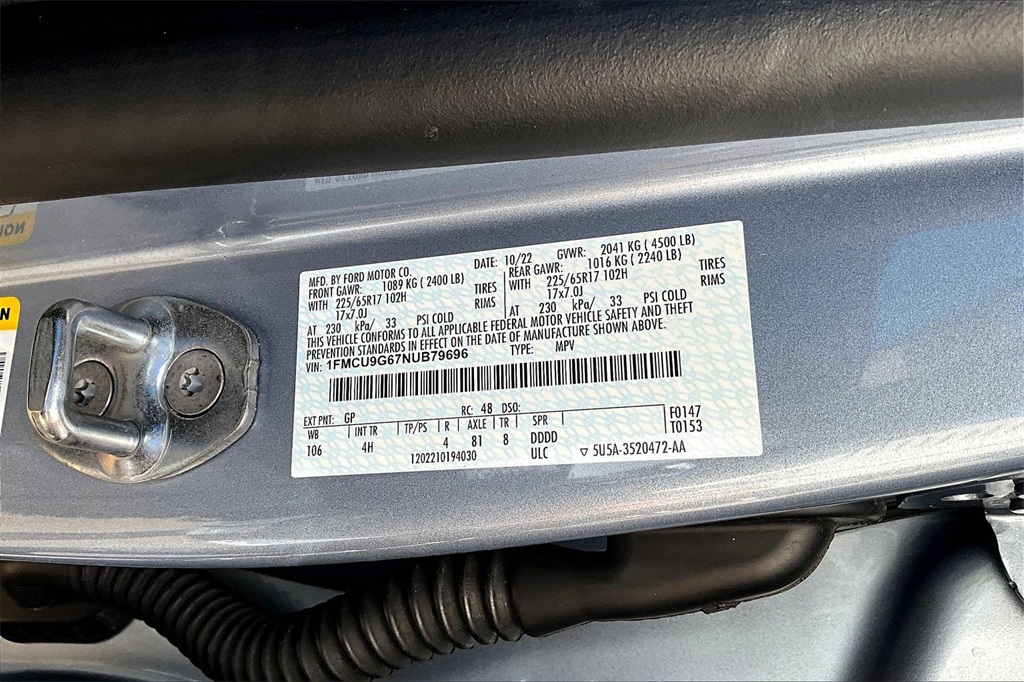 MFD. BY FORD MOTOR CO. DATE: 10/22 GVWR: 2041 KG ( 4500 LB)
FRONT GAWR: 1089 KG ( 2400 LB) REAR GAWR: 1016 KG ( 2240 LB)
WITH 225/65R17 102H TIRES WITH 225/65R17 102H TIRES
17x7.0J RIMS 17x7.0J RIMS
AT 230 kPa/ 33 PSI COLD AT 230 kPa/ 33 PSI COLD
THIS VEHICLE CONFORMS TO ALL APPLICABLE FEDERAL MOTOR VEHICLE SAFETY AND THEFT
PREVENTION STANDARDS IN EFFECT ON THE DATE OF MANUFACTURE SHOWN ABOVE.
VIN: 1FMCU9G67NUB79696 TYPE: MPV
EXT PNT: GP RC: 48 DSO: F0147
WB INT TR TP/PS R AXLE TR SPR T0153
106 4H 4 81 8 DDDD
1202210194030 ULC ▽ 5U5A-3520472-AA